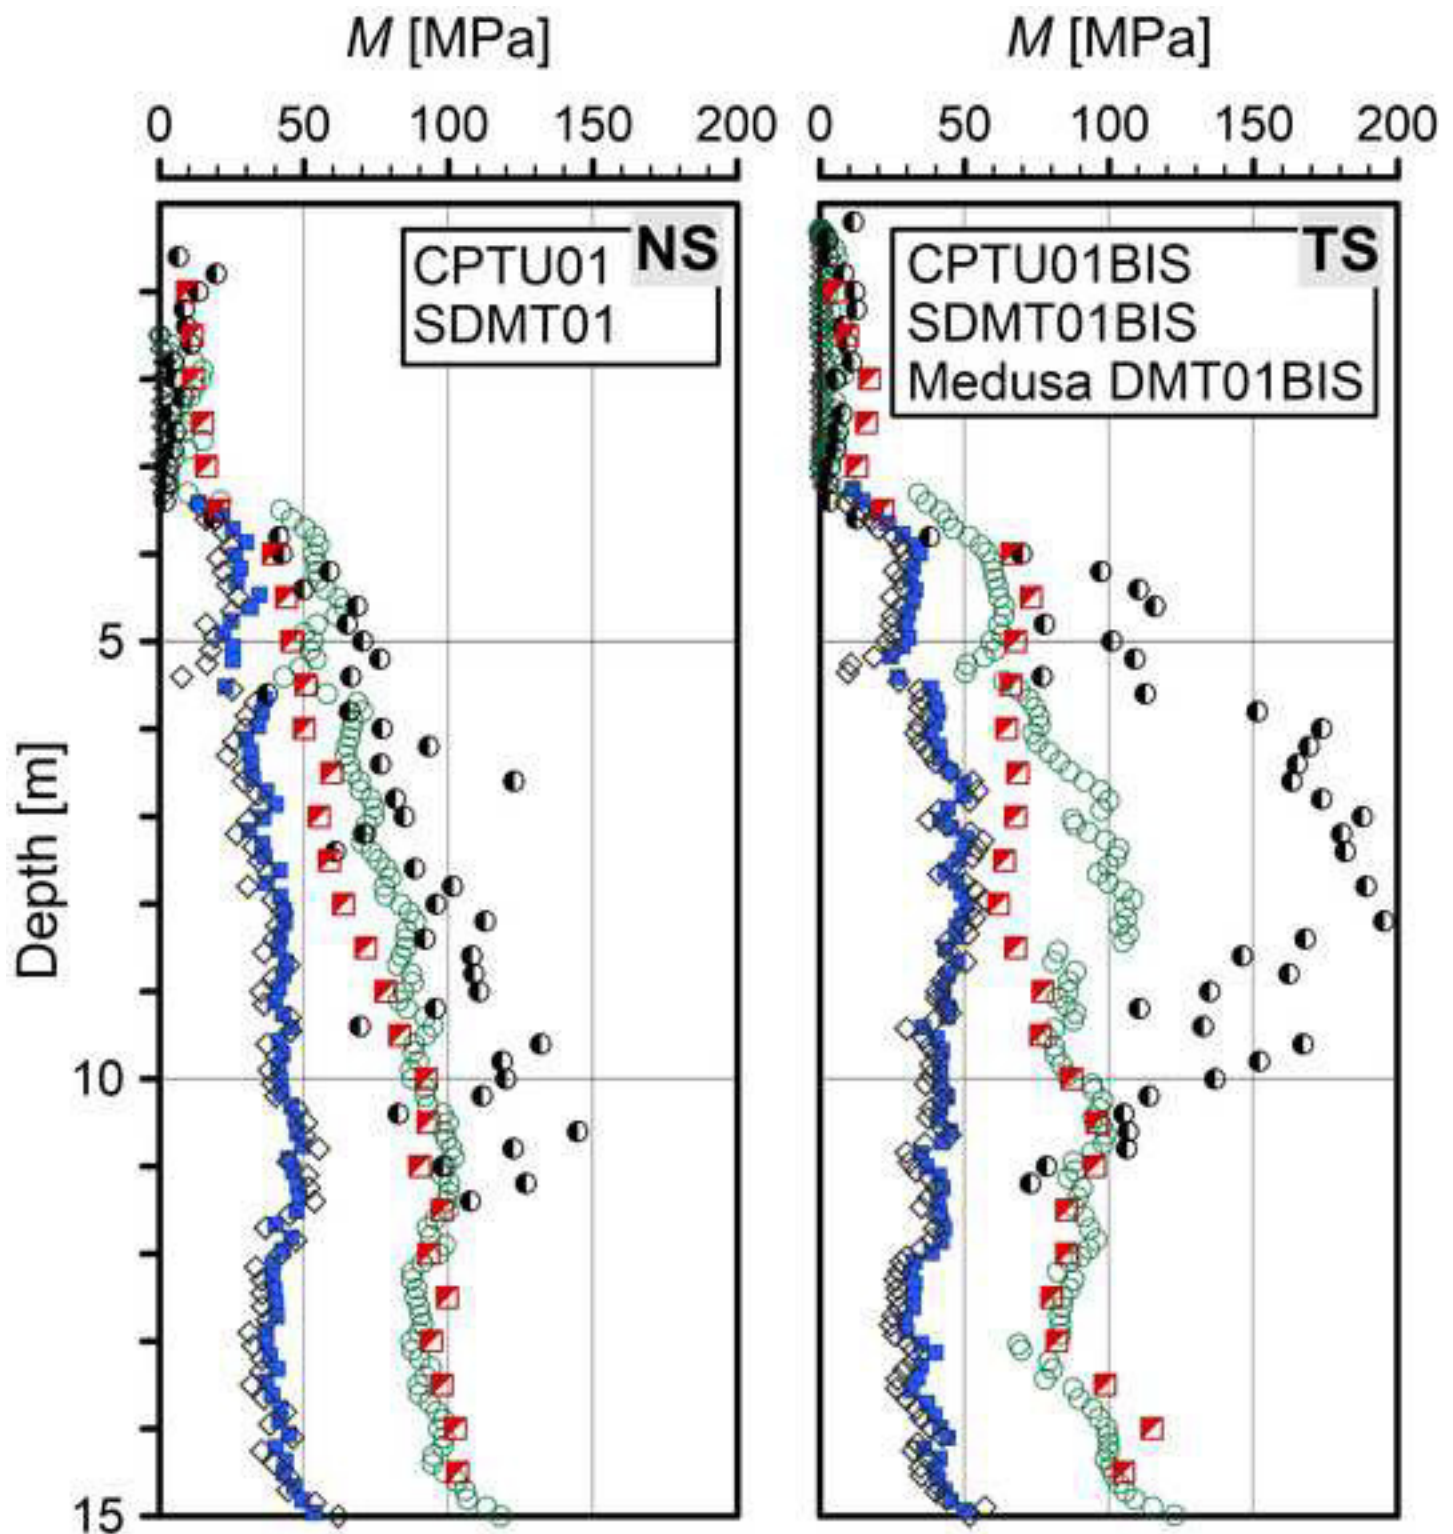 M [MPa]
0 50 100 150 200
NS
CPTU01
SDMT01
M [MPa]
0 50 100 150 200
TS
CPTU01BIS
SDMT01BIS
Medusa DMT01BIS
Depth [m]
5
10
15